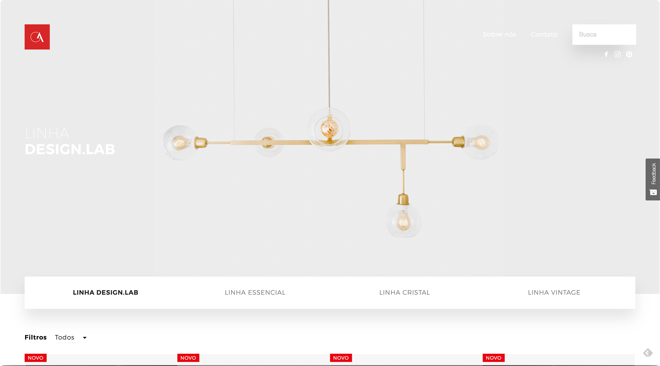 Sobre nós
Contato
Busca
LINHA
DESIGN.LAB
Feedback
LINHA DESIGN.LAB
LINHA ESSENCIAL
LINHA CRISTAL
LINHA VINTAGE
Filtros
Todos
NOVO
NOVO
NOVO
NOVO